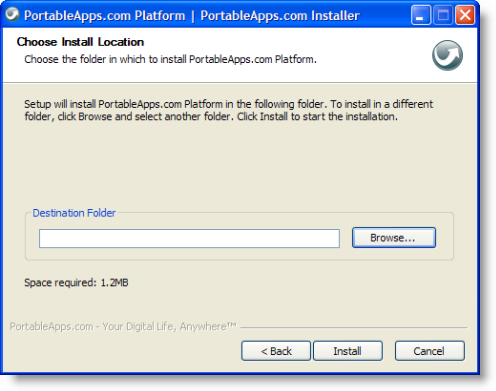 PortableApps.com Platform | PortableApps.com Installer
Choose Install Location
Choose the folder in which to install PortableApps.com Platform.
Setup will install PortableApps.com Platform in the following folder. To install in a different
folder, click Browse and select another folder. Click Install to start the installation.
Destination Folder
Browse...
Space required: 1.2MB
PortableApps.com - Your Digital Life, Anywhere™
< Back
Install
Cancel